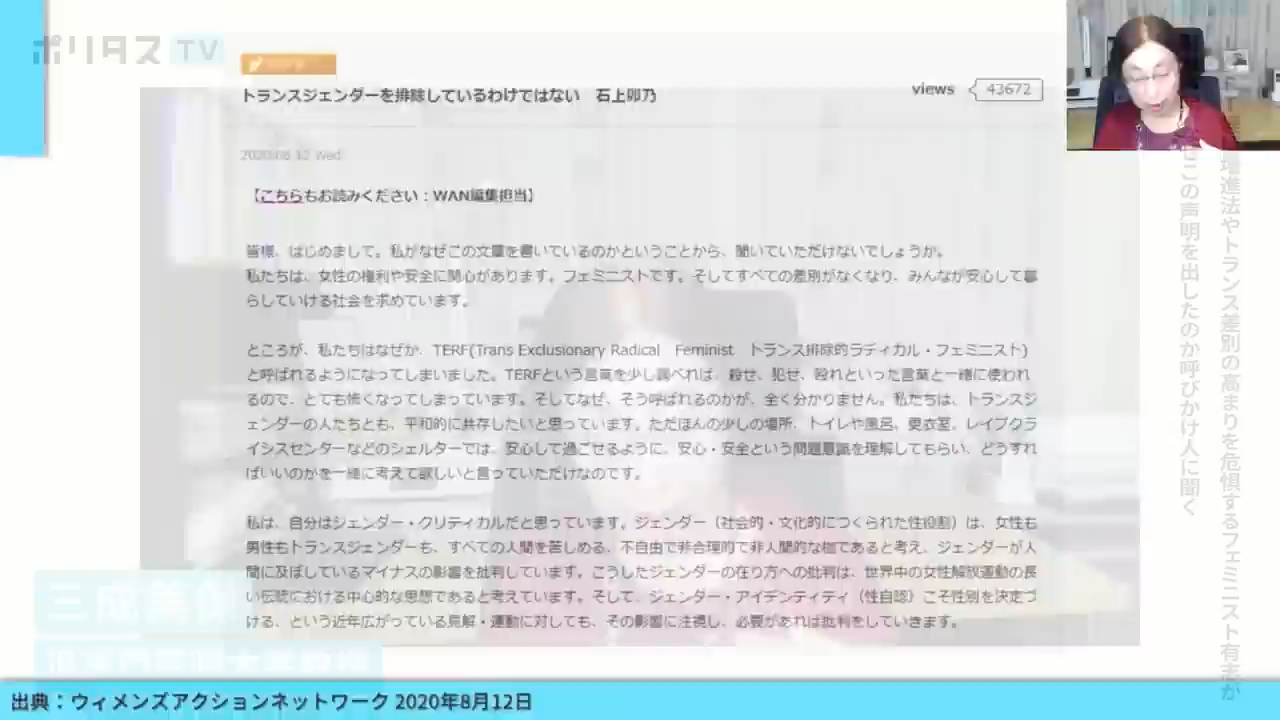 ポリタスTV
トランスジェンダーを排除しているわけではない 石上卯乃
views 43672
2020.08.12 Wed
【こちらもお読みください：WAN編集担当】
皆様、はじめまして。私がなぜこの文章を書いているのかということから、聞いていただけないでしょうか。
私たちは、女性の権利や安全に関心があります。フェミニストです。そしてすべての差別がなくなり、みんなが安心して暮
らしていける社会を求めています。
ところが、私たちはなぜか、TERF(Trans Exclusionary Radical Feminist トランス排除的ラディカル・フェミニスト)
と呼ばれるようになってしまいました。TERFという言葉を少し調べれば、殺せ、犯せ、殴れといった言葉と一緒に使われ
るので、とても怖くなってしまっています。そしてなぜ、そう呼ばれるのかが、全く分かりません。私たちは、トランスジ
ェンダーの人たちとも、平和的に共存したいと思っています。ただほんの少しの場所、トイレや風呂、更衣室、レイプクラ
イシスセンターなどのシェルターでは、安心して過ごせるように、安心・安全という問題意識を理解してもらい、どうすれ
ばいいのかを一緒に考えて欲しいと言っていただけなのです。
私は、自分はジェンダー・クリティカルだと思っています。ジェンダー（社会的・文化的につくられた性役割）は、女性も
男性もトランスジェンダーも、すべての人間を苦しめる、不自由で非合理的で非人間的な枷であると考え、ジェンダーが人
間に及ぼしているマイナスの影響を批判しています。こうしたジェンダーの在り方への批判は、世界中の女性解放運動の長
い伝統における中心的な思想であると考えています。そして、ジェンダー・アイデンティティ（性自認）こそ性別を決定づ
ける、という近年広がっている見解・運動に対しても、その影響に注視し、必要があれば批判をしていきます。
増進法やトランス差別の高まりを危惧するフェミニスト有志が
この声明を出したのか呼びかけ人に聞く
三成美保
出典：ウィメンズアクションネットワーク 2020年8月12日